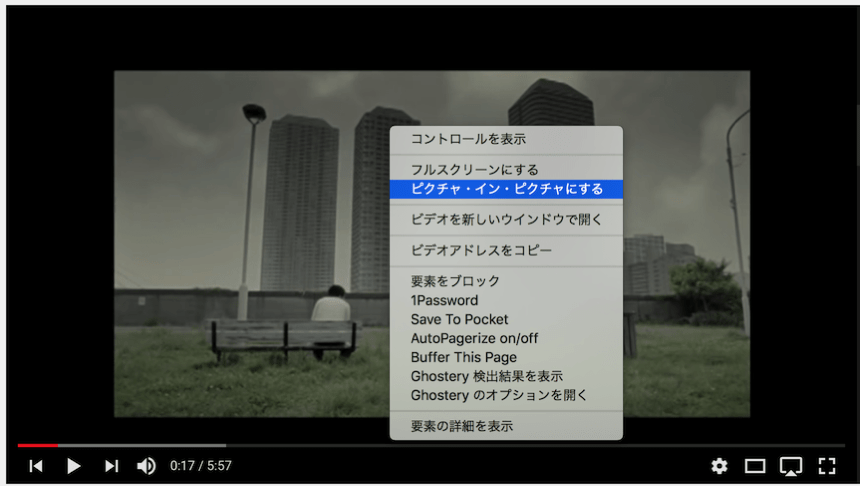 コントロールを表示
フルスクリーンにする
ピクチャ・イン・ピクチャにする
ビデオを新しいウインドウで開く
ビデオアドレスをコピー
要素をブロック
1Password
Save To Pocket
AutoPagerize on/off
Buffer This Page
Ghostery 検出結果を表示
Ghostery のオプションを開く
要素の詳細を表示
0:17 / 5:57